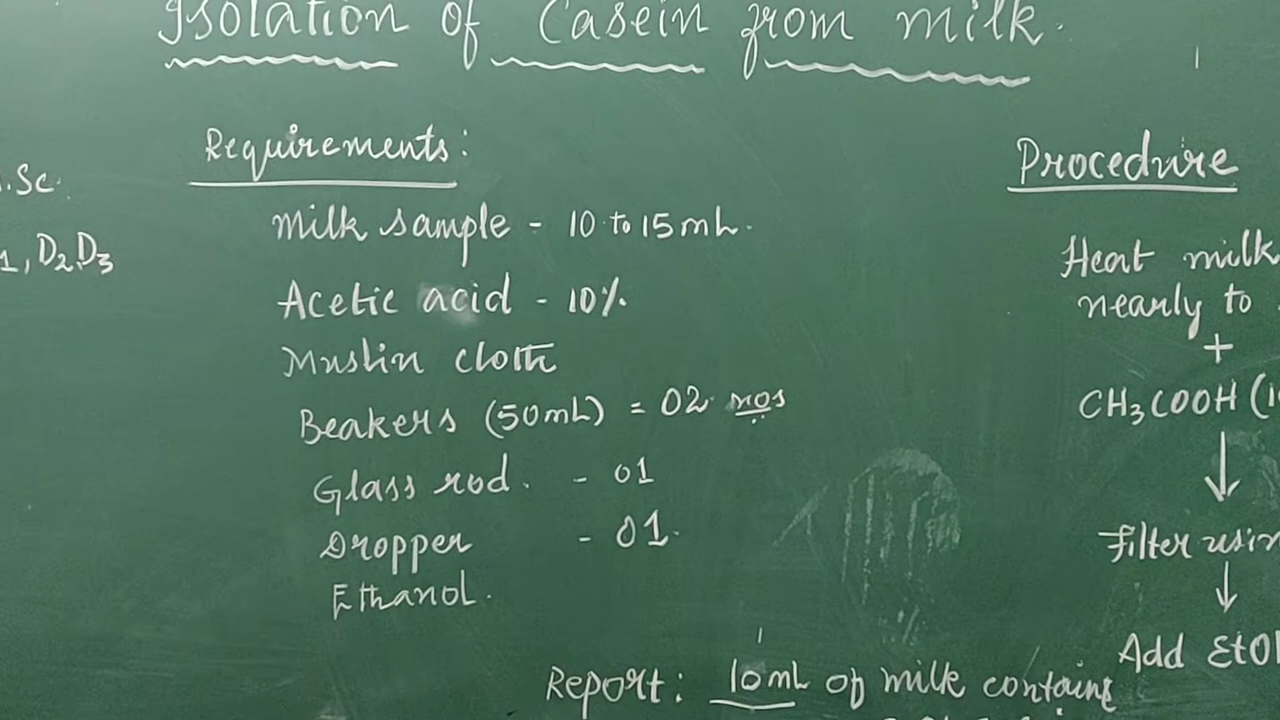 Isolation of Casein from milk.
.Sc.
1, D2, D3
Requirements:
Milk sample - 10 to 15 mL.
Acetic acid - 10%
Muslin cloth
Beakers (50mL) = 02 nos
Glass rod. - 01
Dropper - 01.
Ethanol.
Procedure
Heat milk
nearly to
+
CH3COOH (1
↓
Filter usin
↓
Add EtO
Report: 10mL of milk contains